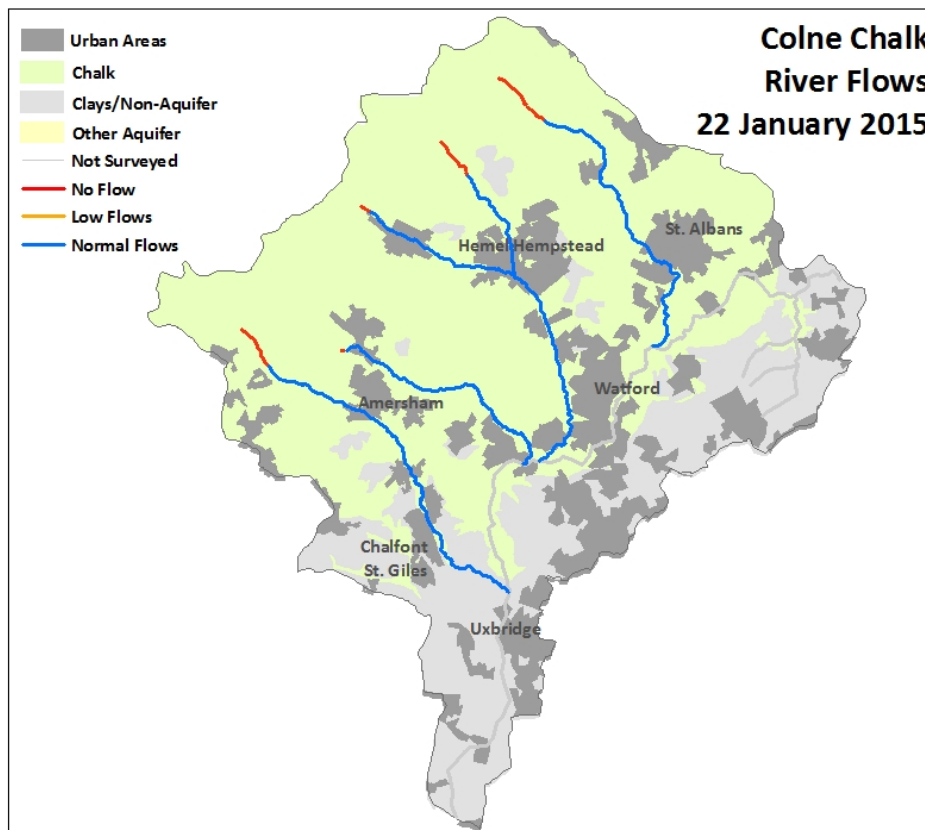 Colne Chalk
River Flows
22 January 2015
Urban Areas
Chalk
Clays/Non-Aquifer
Other Aquifer
Not Surveyed
No Flow
Low Flows
Normal Flows
St. Albans
Hemel Hempstead
Watford
Amersham
Chalfont
St. Giles
Uxbridge